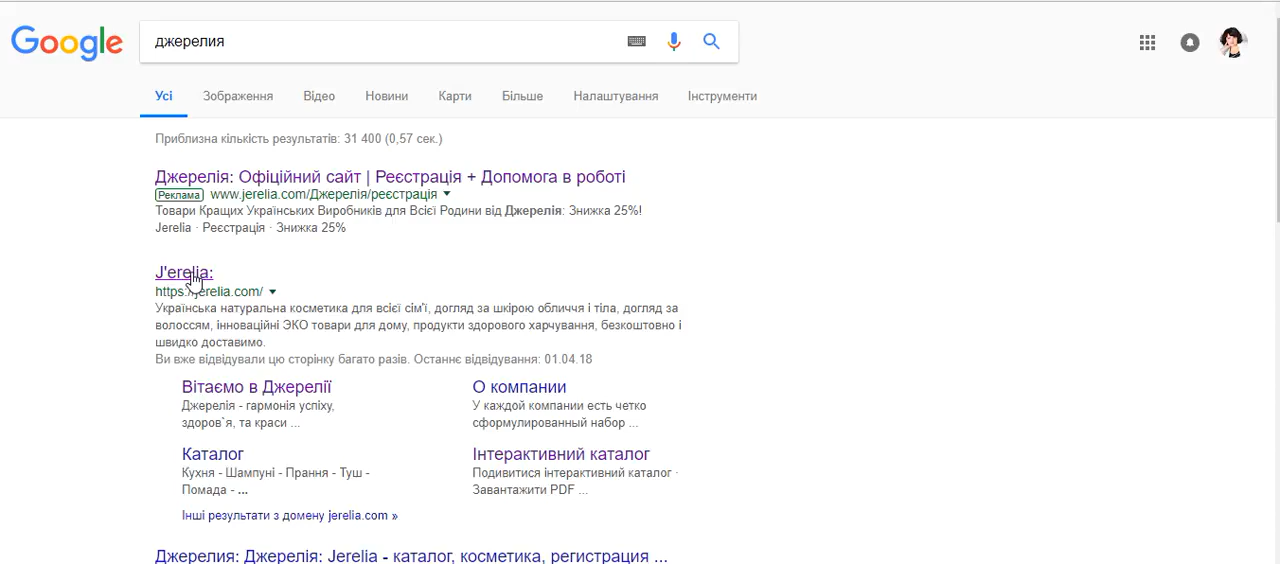 Google
джерелия
Усі Зображення Відео Новини Карти Більше Налаштування Інструменти
Приблизна кількість результатів: 31 400 (0,57 сек.)
Джерелія: Офіційний сайт | Реєстрація + Допомога в роботі
Реклама www.jerelia.com/Джерелія/реєстрація
Товари Кращих Українських Виробників для Всієї Родини від Джерелія: Знижка 25%!
Jerelia · Реєстрація · Знижка 25%
J'erelia:
https://jerelia.com/
Українська натуральна косметика для всієї сім'ї, догляд за шкірою обличчя і тіла, догляд за
волоссям, інноваційні ЭКО товари для дому, продукти здорового харчування, безкоштовно і
швидко доставимо.
Ви вже відвідували цю сторінку багато разів. Останнє відвідування: 01.04.18
Вітаємо в Джерелії
Джерелія - гармонія успіху,
здоров`я, та краси ...
О компании
У каждой компании есть четко
сформулированный набор ...
Каталог
Кухня - Шампуні - Прання - Туш -
Помада - ...
Інтерактивний каталог
Подивитися інтерактивний каталог ·
Завантажити PDF ...
Інші результати з домену jerelia.com »
Джерелия: Джерелія: Jerelia - каталог, косметика, регистрация ...